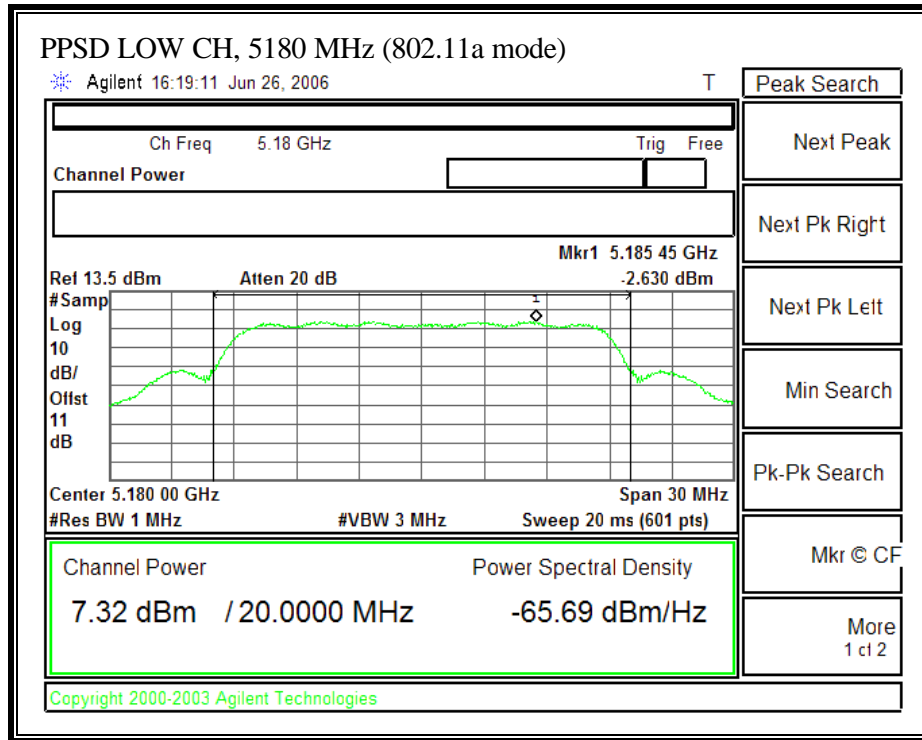 PPSD LOW CH, 5180 MHz (802.11a mode)
Agilent 16:19:11 Jun 26, 2006 T
Peak Search
Ch Freq 5.18 GHz Trig Free
Channel Power
Next Peak
Next Pk Right
Mkr1 5.185 45 GHz
Ref 13.5 dBm Atten 20 dB -2.630 dBm
#Samp
Log
10
dB/
Offst
11
dB
1
Next Pk Left
Min Search
Pk-Pk Search
Center 5.180 00 GHz Span 30 MHz
#Res BW 1 MHz #VBW 3 MHz Sweep 20 ms (601 pts)
Channel Power Power Spectral Density
7.32 dBm / 20.0000 MHz -65.69 dBm/Hz
Mkr © CF
More
1 of 2
Copyright 2000-2003 Agilent Technologies